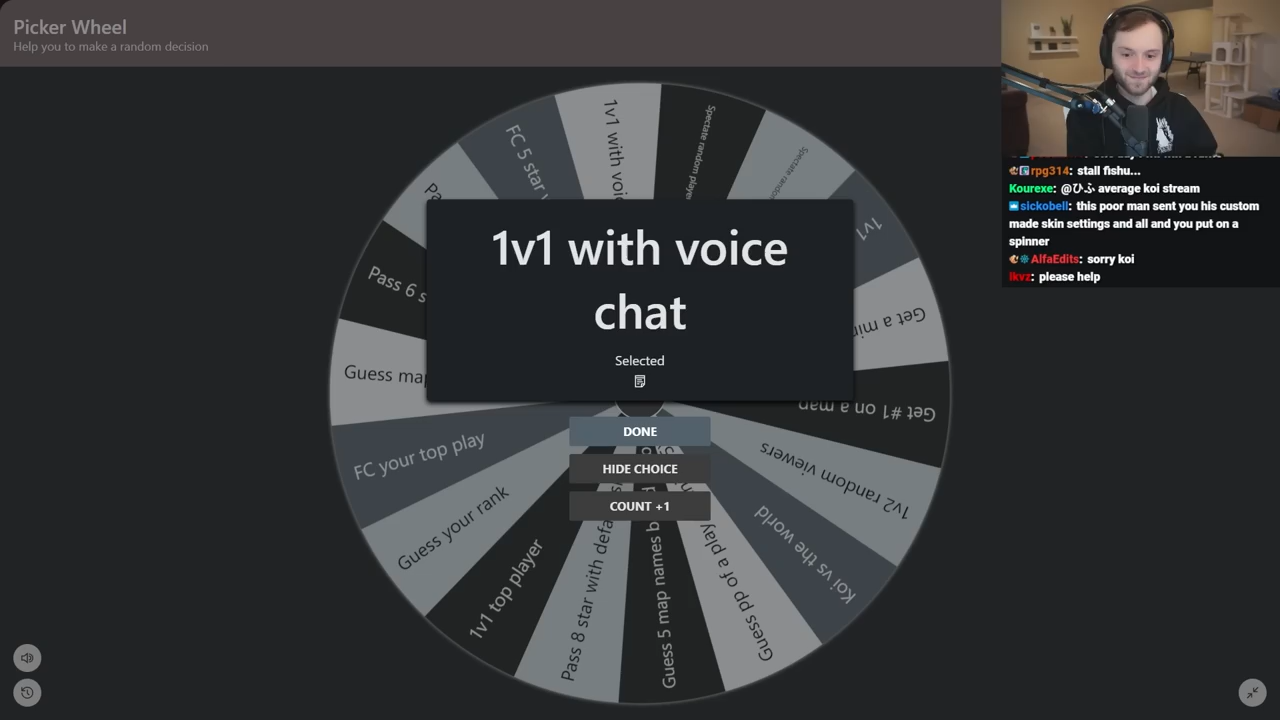 Picker Wheel
Help you to make a random decision
1v1 with voice
chat
Selected
DONE
HIDE CHOICE
COUNT +1
FC 5 star
1v1 with
Spectate random
Spectate random
1v1
Get a
Get #1 on a map
1v2 random viewers
Koi vs the world
Guess pp of a play
Guess 5 map names
Pass 8 star with
1v1 top player
Guess your rank
FC your top play
Guess
Pass 6
rpg314: stall fishu...
Kourexe: @ひふ average koi stream
sickobell: this poor man sent you his custom
made skin settings and all and you put on a
spinner
AlfaEdits: sorry koi
lkvz: please help